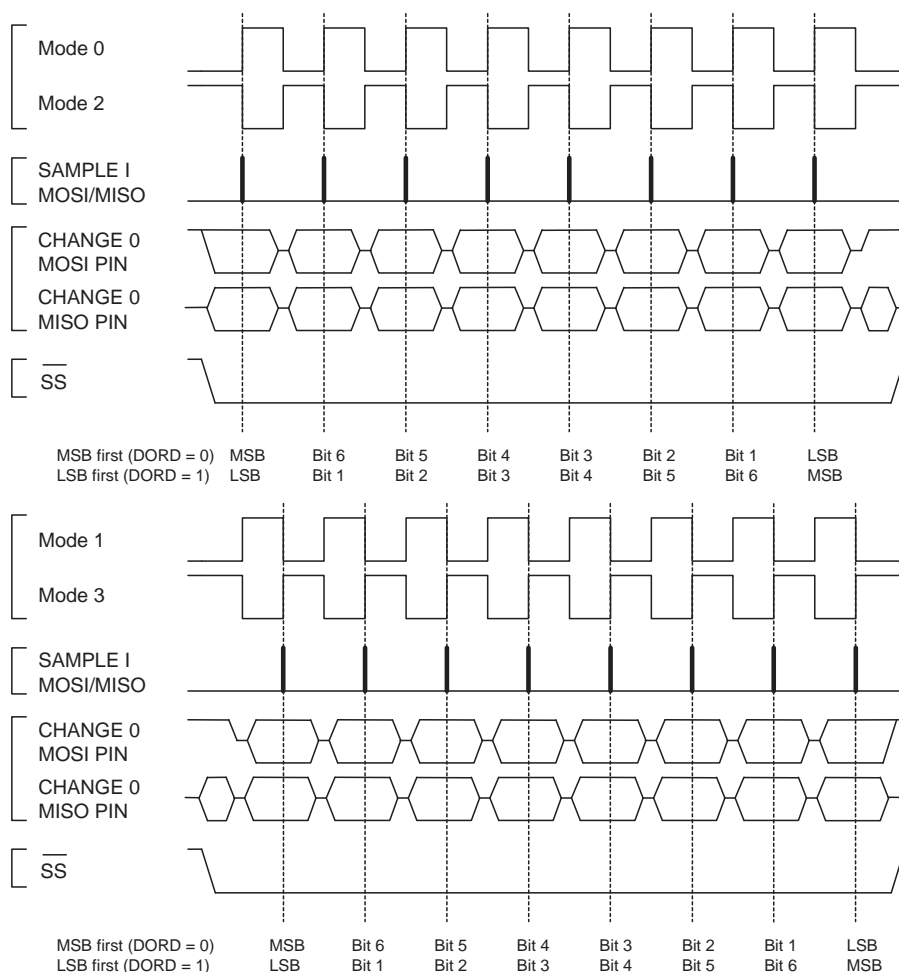 Mode 0
Mode 2
SAMPLE I
MOSI/MISO
CHANGE 0
MOSI PIN
CHANGE 0
MISO PIN
SS
MSB first (DORD = 0) MSB Bit 6 Bit 5 Bit 4 Bit 3 Bit 2 Bit 1 LSB
LSB first (DORD = 1) LSB Bit 1 Bit 2 Bit 3 Bit 4 Bit 5 Bit 6 MSB
Mode 1
Mode 3
SAMPLE I
MOSI/MISO
CHANGE 0
MOSI PIN
CHANGE 0
MISO PIN
SS
MSB first (DORD = 0) MSB Bit 6 Bit 5 Bit 4 Bit 3 Bit 2 Bit 1 LSB
LSB first (DORD = 1) LSB Bit 1 Bit 2 Bit 3 Bit 4 Bit 5 Bit 6 MSB